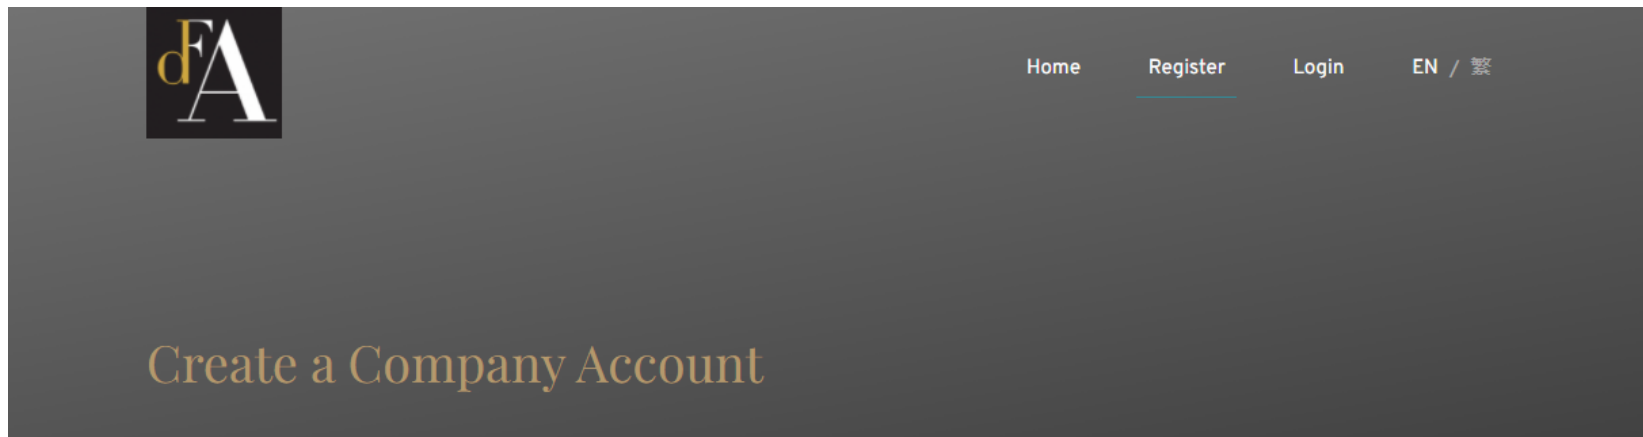 dFA
Home Register Login EN / 繁
Create a Company Account